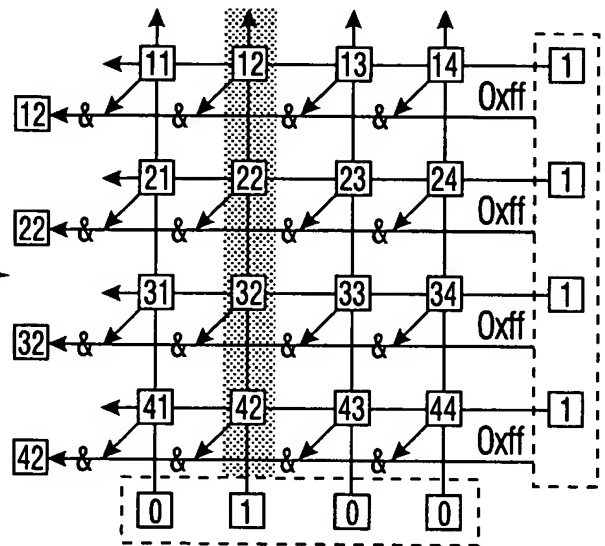 11 12 13 14 1
0xff
12 & & & &
21 22 23 24 1
0xff
22 & & & &
31 32 33 34 1
0xff
32 & & & &
41 42 43 44 1
0xff
42 & & & &
0 1 0 0